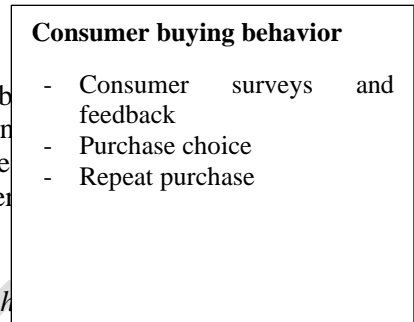 Consumer buying behavior
- Consumer surveys and
feedback
- Purchase choice
- Repeat purchase